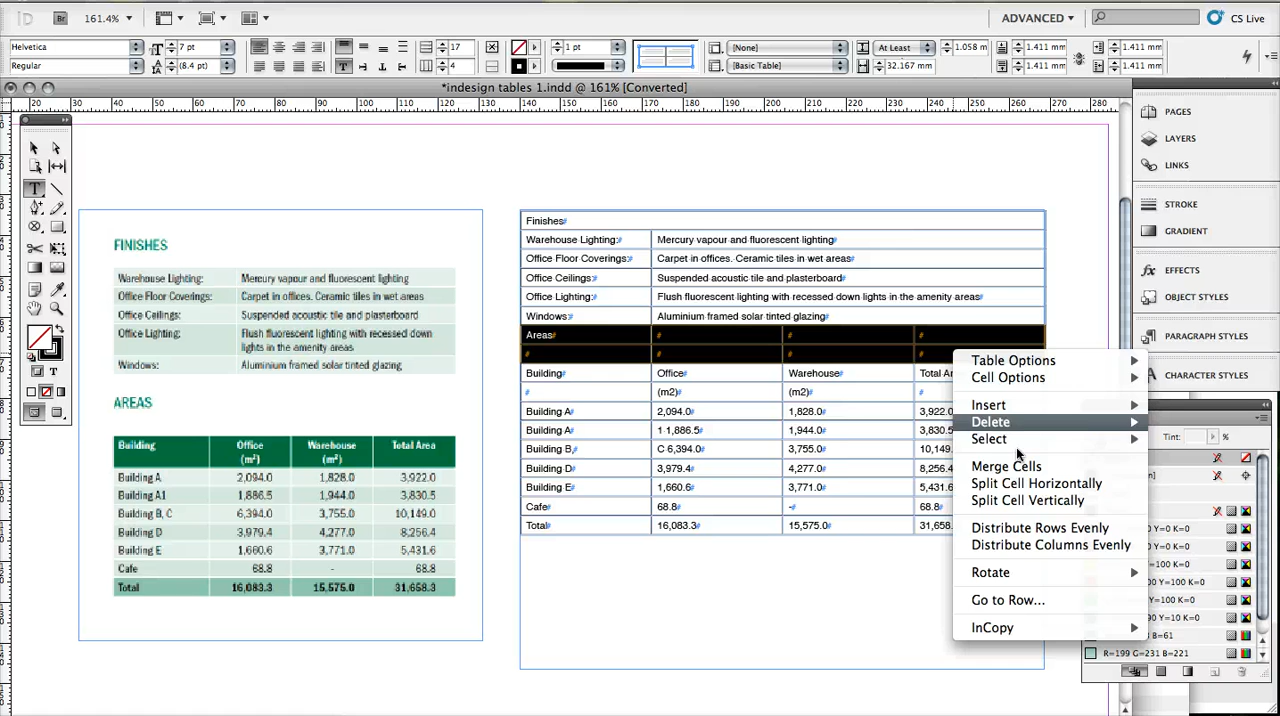 Br 161.4% ADVANCED CS Live
Helvetica 7 pt 17 1 pt [None] At Least 1.058 m 1.411 mm 1.411 mm
Regular (8.4 pt) 4 [Basic Table] 32.167 mm 1.411 mm 1.411 mm
*indesign tables 1.indd @ 161% [Converted]
20 30 40 50 60 70 80 90 100 110 120 130 140 150 160 170 180 190 200 210 220 230 240 250 260 270 280
PAGES
LAYERS
LINKS
STROKE
GRADIENT
EFFECTS
OBJECT STYLES
PARAGRAPH STYLES
CHARACTER STYLES
Tint: %
FINISHES
Warehouse Lighting: Mercury vapour and fluorescent lighting
Office Floor Coverings: Carpet in offices. Ceramic tiles in wet areas
Office Ceilings: Suspended acoustic tile and plasterboard
Office Lighting: Flush fluorescent lighting with recessed down
lights in the amenity areas
Windows: Aluminium framed solar tinted glazing
AREAS
Building Office Warehouse Total Area
(m2) (m2)
Building A 2,094.0 1,828.0 3,922.0
Building A1 1,886.5 1,944.0 3,830.5
Building B, C 6,394.0 3,755.0 10,149.0
Building D 3,979.4 4,277.0 8,256.4
Building E 1,660.6 3,771.0 5,431.6
Cafe 68.8 - 68.8
Total 16,083.3 15,575.0 31,658.3
Finishes#
Warehouse Lighting:# Mercury vapour and fluorescent lighting#
Office Floor Coverings:# Carpet in offices. Ceramic tiles in wet areas#
Office Ceilings:# Suspended acoustic tile and plasterboard#
Office Lighting:# Flush fluorescent lighting with recessed down lights in the amenity areas#
Windows:# Aluminium framed solar tinted glazing#
Areas# # # #
# # # #
Building# Office# Warehouse# Total Area
# (m2)# (m2)#
Building A# 2,094.0# 1,828.0# 3,922.0
Building A# 1 1,886.5# 1,944.0# 3,830.5
Building B,# C 6,394.0# 3,755.0# 10,149.
Building D# 3,979.4# 4,277.0# 8,256.4
Building E# 1,660.6# 3,771.0# 5,431.6
Cafe# 68.8# -# 68.8#
Total# 16,083.3# 15,575.0# 31,658.
Table Options
Cell Options
Insert
Delete
Select
Merge Cells
Split Cell Horizontally
Split Cell Vertically
Distribute Rows Evenly
Distribute Columns Evenly
Rotate
Go to Row...
InCopy
0 Y=0 K=0
Y=0 K=0
=100 K=0
Y=100 K=0
Y=100 K=0
90 Y=10 K=0
B=61
R=199 G=231 B=221